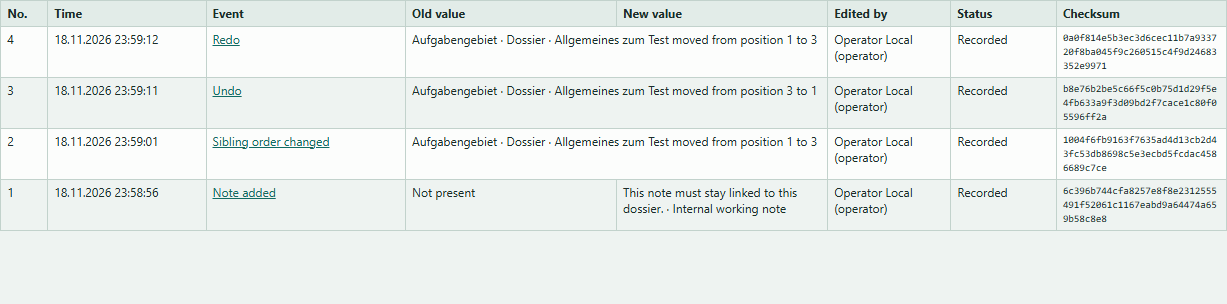 No. Time Event Old value New value Edited by Status Checksum
4 18.11.2026 23:59:12 Redo Aufgabengebiet · Dossier · Allgemeines zum Test moved from position 1 to 3 Operator Local Recorded 0a0f814e5b3ec3d6cec11b7a933
(operator) 720f8ba045f9c260515c4f9d24683
352e9971
3 18.11.2026 23:59:11 Undo Aufgabengebiet · Dossier · Allgemeines zum Test moved from position 3 to 1 Operator Local Recorded b8e76b2be5c66f5c0b75d1d29f5e
(operator) 4fb633a9f3d09bd2f7cace1c80f0
5596ff2a
2 18.11.2026 23:59:01 Sibling order changed Aufgabengebiet · Dossier · Allgemeines zum Test moved from position 1 to 3 Operator Local Recorded 1004f6fb9163f7635ad4d13cb2d4
(operator) 3fc53db8698c5e3ecbd5fcdac458
6689c7ce
1 18.11.2026 23:58:56 Note added Not present This note must stay linked to this Operator Local Recorded 6c396b744cfa8257e8f8e2312555
dossier. · Internal working note (operator) 491f52061c1167eabd9a64474a65
9b58c8e8